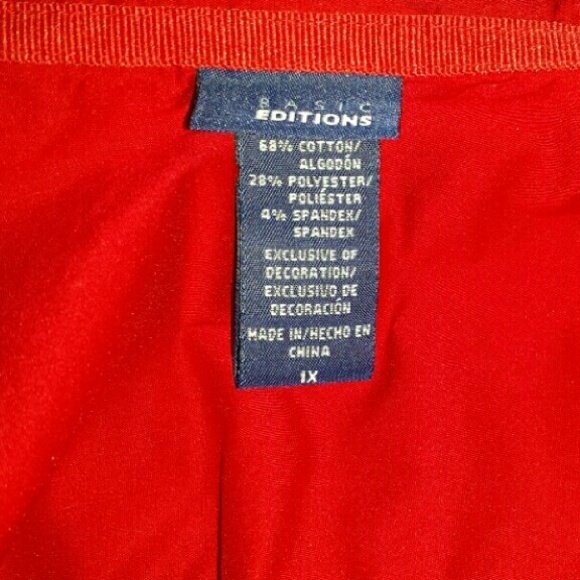 BASIC
EDITIONS
68% COTTON/
ALGODÓN
28% POLYESTER/
POLIÉSTER
4% SPANDEX/
SPANDEX
EXCLUSIVE OF
DECORATION/
EXCLUSIVO DE
DECORACIÓN
MADE IN/HECHO EN
CHINA
1X